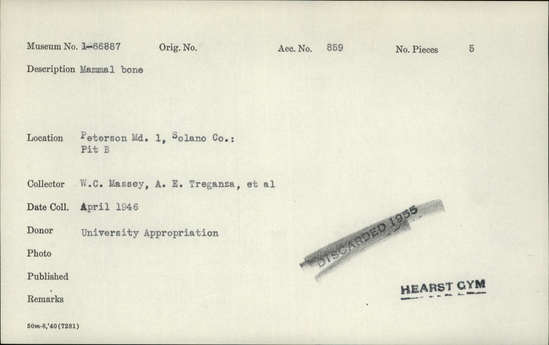 Museum No. 1-66887 Orig. No. Acc. No. 859 No. Pieces 5
Description Mammal bone
Location Peterson Md. 1, Solano Co.:
Pit B
Collector W.C. Massey, A. E. Treganza, et al
Date Coll. April 1946
Donor University Appropriation
Photo
DISCARDED 1955
Published
HEARST GYM
Remarks
50m-8,'40(7281)